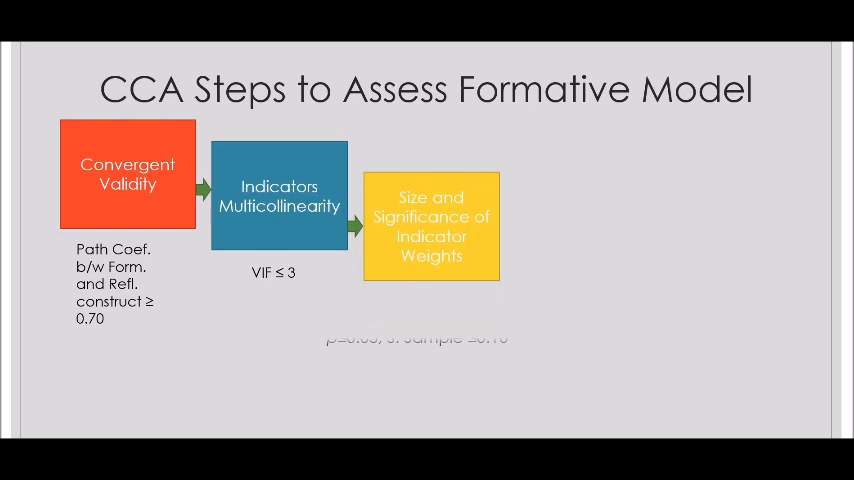 CCA Steps to Assess Formative Model
Convergent
Validity
Indicators
Multicollinearity
Size and
Significance of
Indicator
Weights
Path Coef.
b/w Form.
and Refl.
construct ≥
0.70
VIF ≤ 3